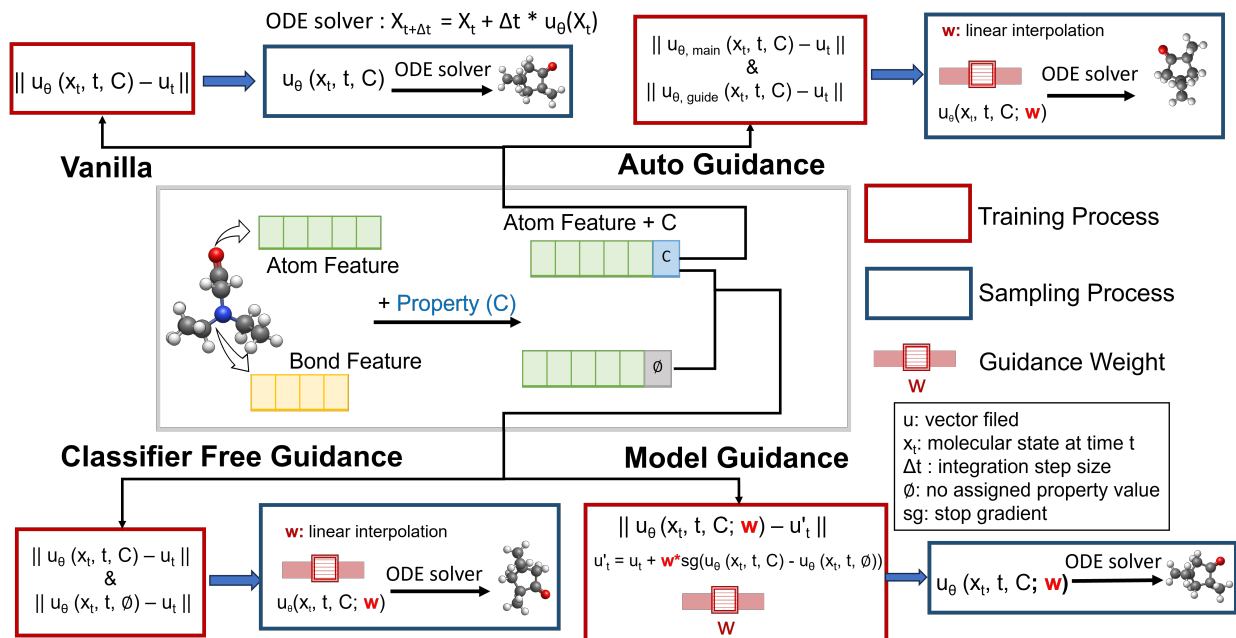 ODE solver : X_{t+Δt} = X_t + Δt * u_θ(X_t)
|| u_θ (x_t, t, C) – u_t ||
u_θ (x_t, t, C)
ODE solver
Vanilla
|| u_{θ, main} (x_t, t, C) – u_t ||
&
|| u_{θ, guide} (x_t, t, C) – u_t ||
w: linear interpolation
ODE solver
u_θ(x_t, t, C; w)
Auto Guidance
Atom Feature
Bond Feature
+ Property (C)
Atom Feature + C
C
Ø
Training Process
Sampling Process
Guidance Weight
w
u: vector filed
x_t: molecular state at time t
Δt : integration step size
Ø: no assigned property value
sg: stop gradient
Classifier Free Guidance
|| u_θ (x_t, t, C) – u_t ||
&
|| u_θ (x_t, t, Ø) – u_t ||
w: linear interpolation
ODE solver
u_θ(x_t, t, C; w)
Model Guidance
|| u_θ (x_t, t, C; w) – u'_t ||
u'_t = u_t + w*sg(u_θ (x_t, t, C) - u_θ (x_t, t, Ø))
w
u_θ (x_t, t, C; w)
ODE solver